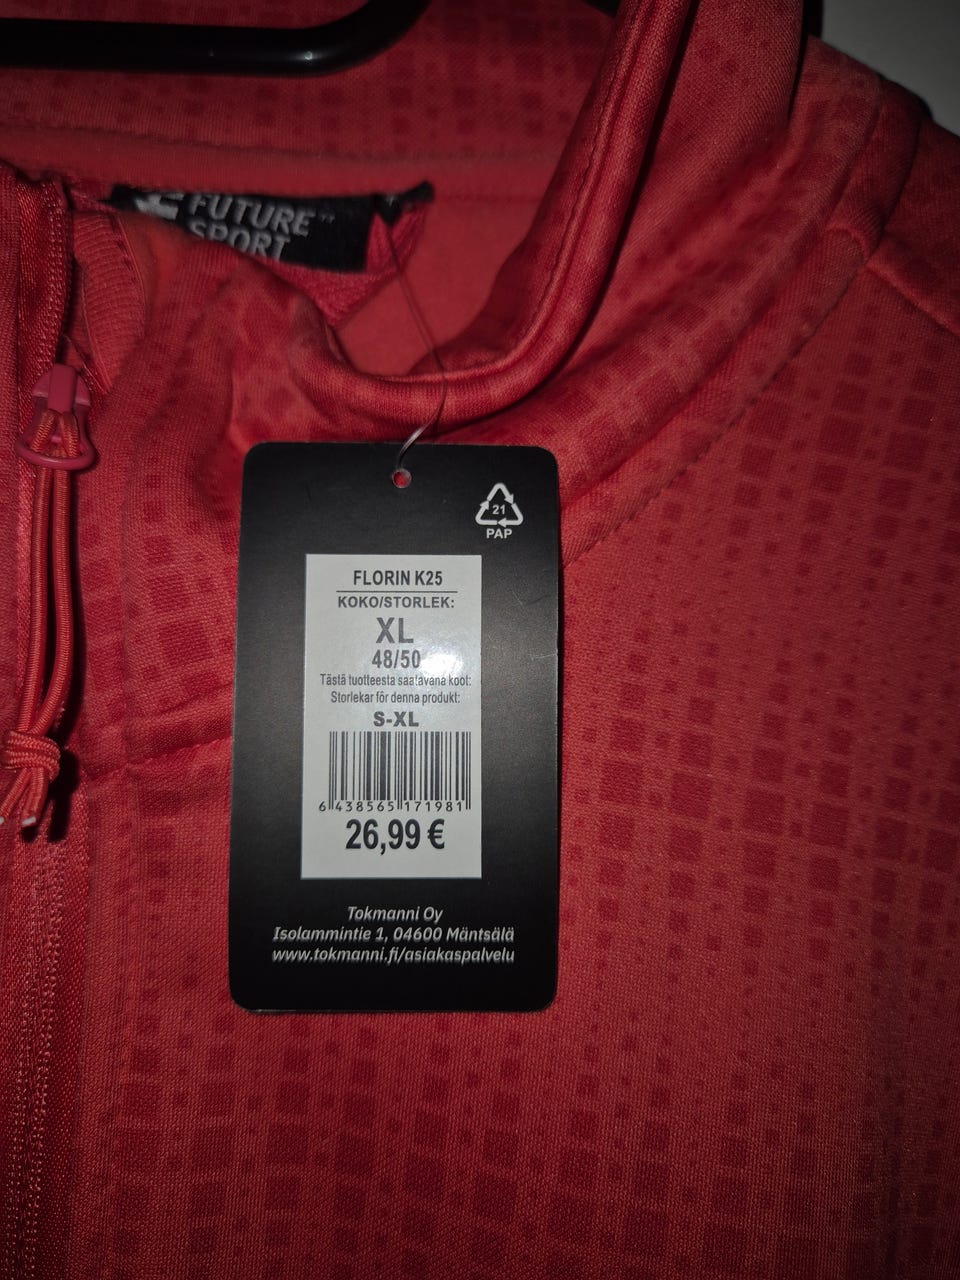 FUTURE™
SPORT
21
PAP
FLORIN K25
KOKO/STORLEK:
XL
48/50
Tästä tuotteesta saatavana koot:
Storlekar för denna produkt:
S-XL
6 438565 171981
26,99 €
Tokmanni Oy
Isolammintie 1, 04600 Mäntsälä
www.tokmanni.fi/asiakaspalvelu